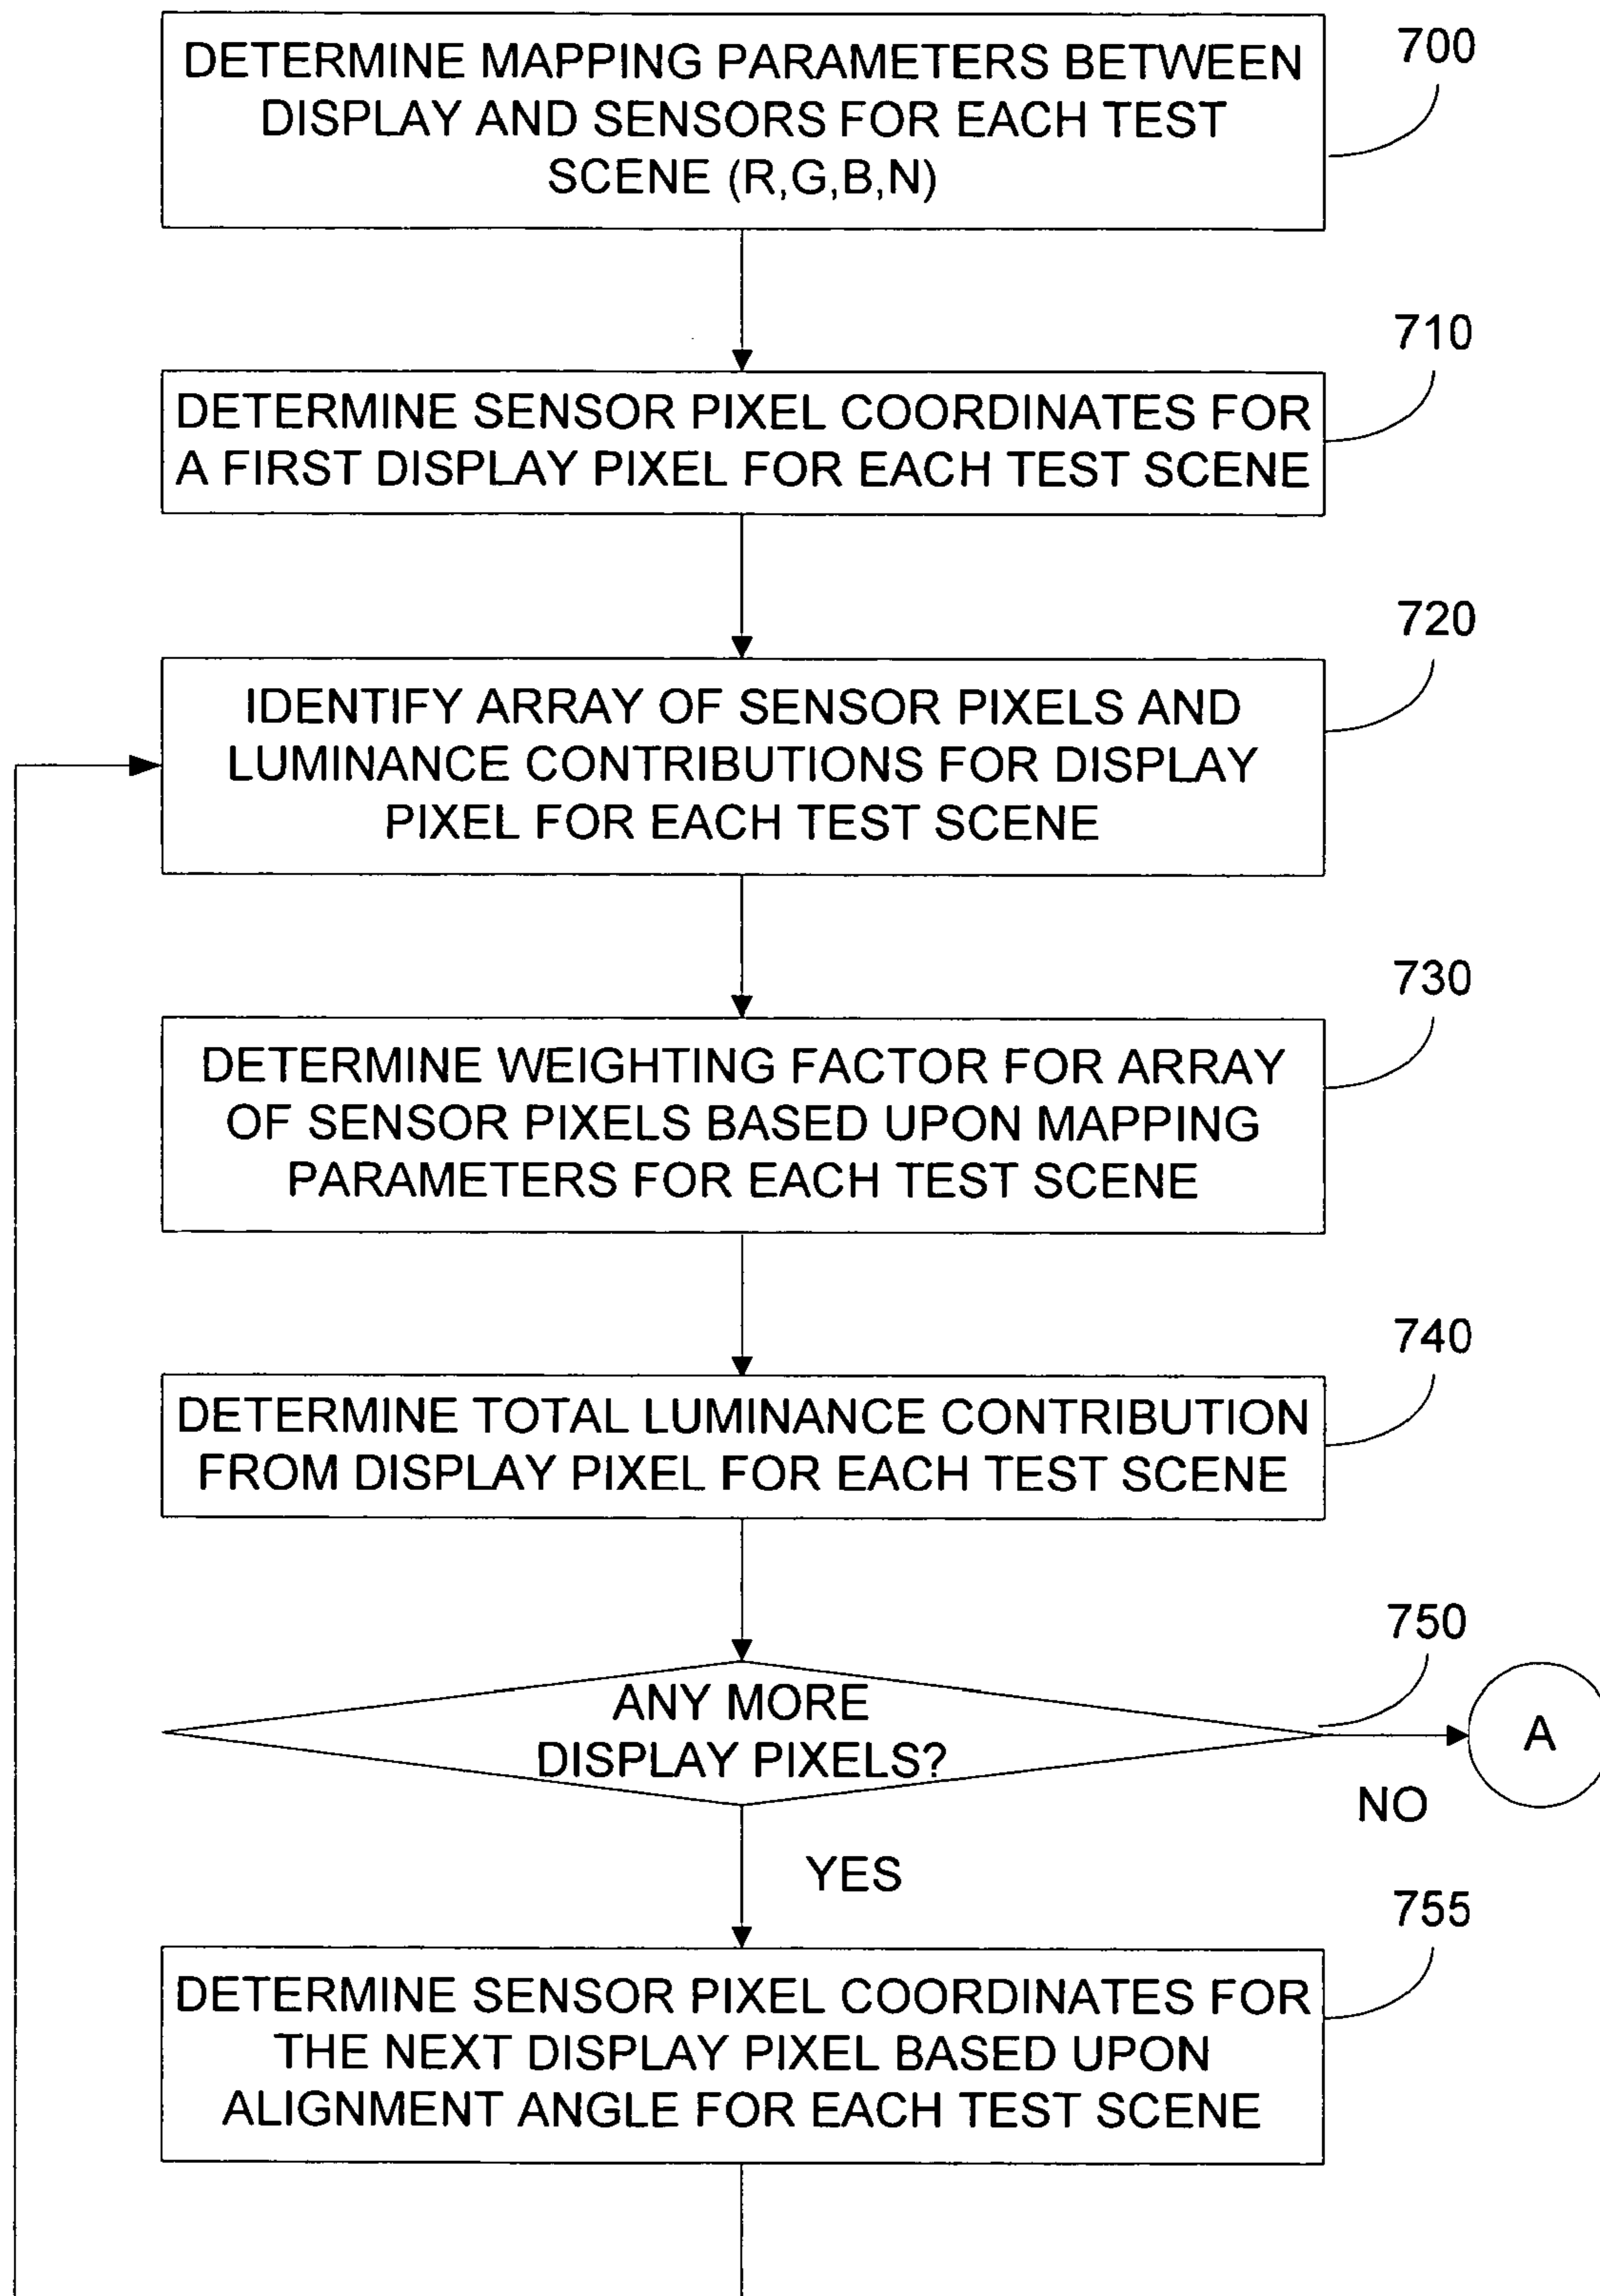 DETERMINE MAPPING PARAMETERS BETWEEN
DISPLAY AND SENSORS FOR EACH TEST
SCENE (R,G,B,N)
700
DETERMINE SENSOR PIXEL COORDINATES FOR
A FIRST DISPLAY PIXEL FOR EACH TEST SCENE
710
IDENTIFY ARRAY OF SENSOR PIXELS AND
LUMINANCE CONTRIBUTIONS FOR DISPLAY
PIXEL FOR EACH TEST SCENE
720
DETERMINE WEIGHTING FACTOR FOR ARRAY
OF SENSOR PIXELS BASED UPON MAPPING
PARAMETERS FOR EACH TEST SCENE
730
DETERMINE TOTAL LUMINANCE CONTRIBUTION
FROM DISPLAY PIXEL FOR EACH TEST SCENE
740
ANY MORE
DISPLAY PIXELS?
750
A
NO
YES
DETERMINE SENSOR PIXEL COORDINATES FOR
THE NEXT DISPLAY PIXEL BASED UPON
ALIGNMENT ANGLE FOR EACH TEST SCENE
755